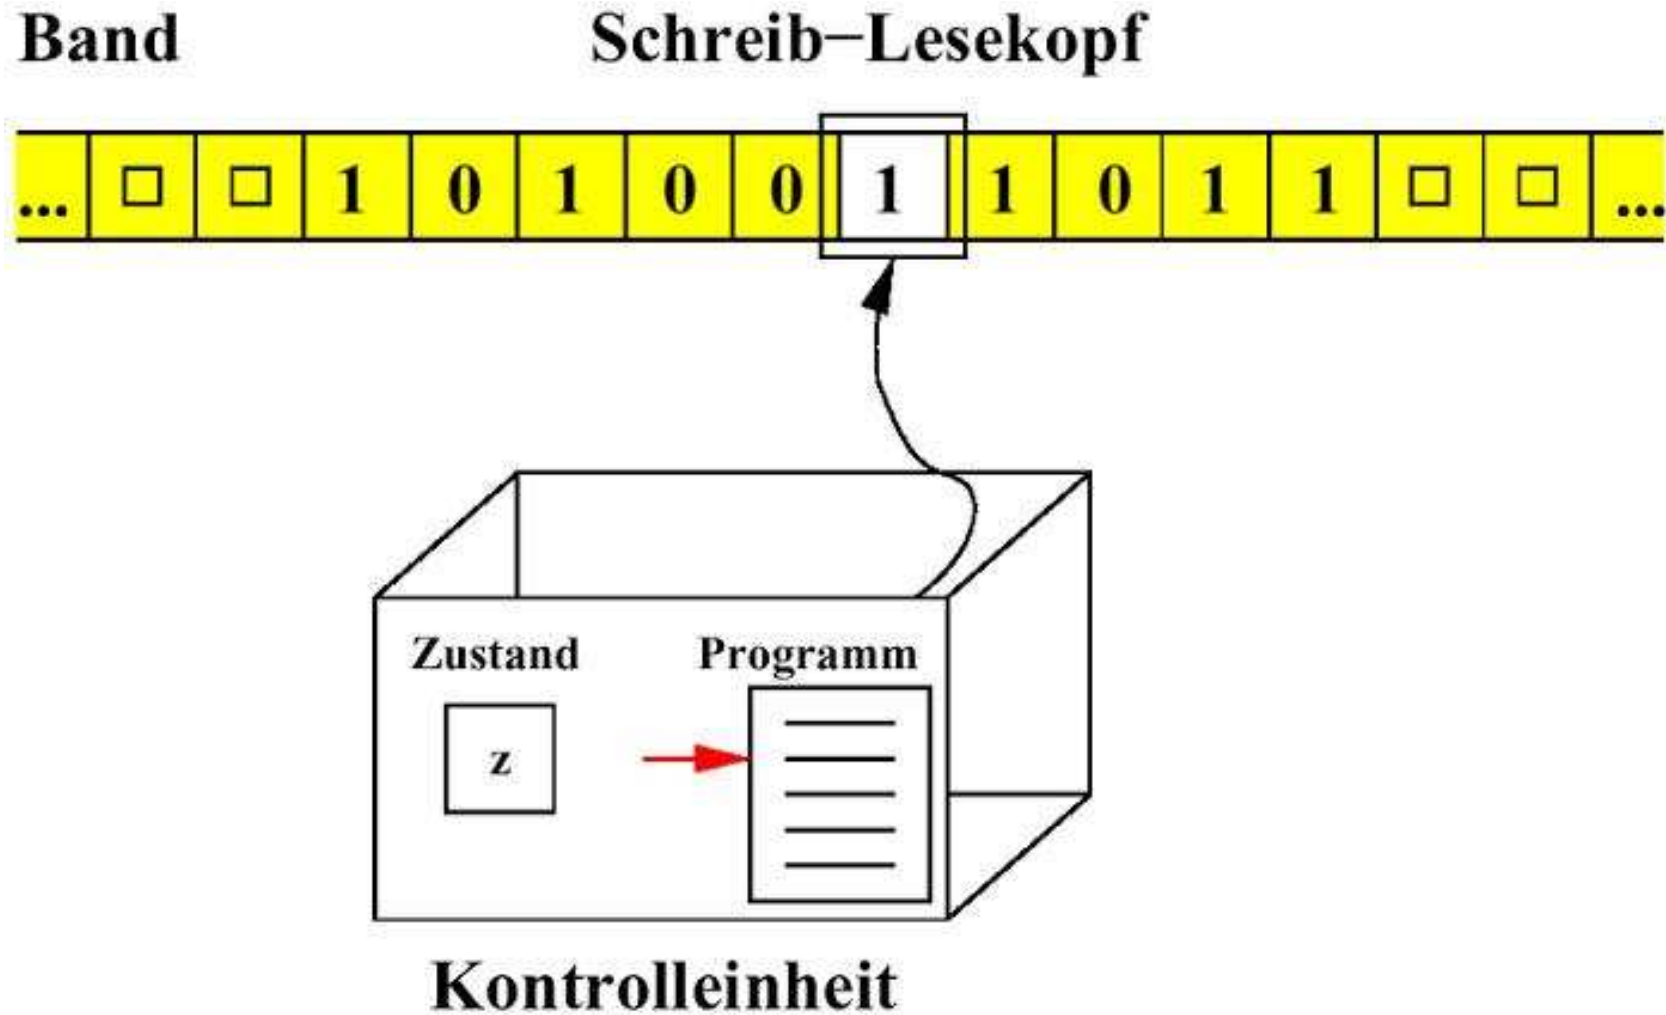 Band Schreib−Lesekopf
... □ □ 1 0 1 0 0 1 1 0 1 1 □ □ ...
Zustand Programm
z
Kontrolleinheit